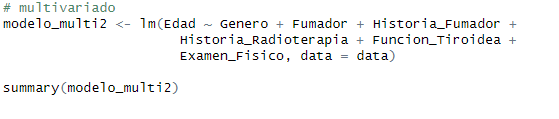 # multivariado
modelo_multi2 <- lm(Edad ~ Genero + Fumador + Historia_Fumador +
Historia_Radioterapia + Funcion_Tiroidea +
Examen_Fisico, data = data)
summary(modelo_multi2)